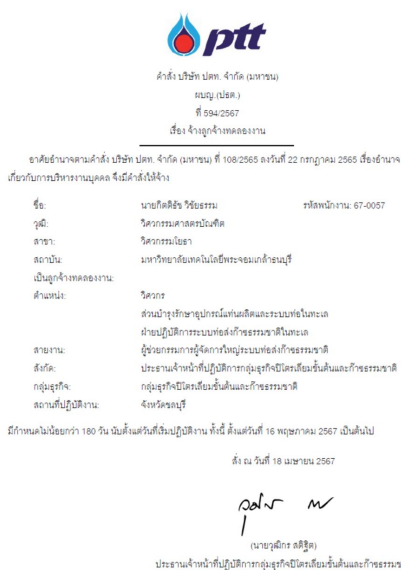 ptt
คำสั่ง บริษัท ปตท. จำกัด (มหาชน)
ผบญ.(ปธต.)
ที่ 594/2567
เรื่อง จ้างลูกจ้างทดลองงาน
อาศัยอำนาจตามคำสั่ง บริษัท ปตท. จำกัด (มหาชน) ที่ 108/2565 ลงวันที่ 22 กรกฎาคม 2565 เรื่องอำนาจ
เกี่ยวกับการบริหารงานบุคคล จึงมีคำสั่งให้จ้าง
ชื่อ: นายกิตติธัช วิชัยธรรม รหัสพนักงาน: 67-0057
วุฒิ: วิศวกรรมศาสตรบัณฑิต
สาขา: วิศวกรรมโยธา
สถาบัน: มหาวิทยาลัยเทคโนโลยีพระจอมเกล้าธนบุรี
เป็นลูกจ้างทดลองงาน:
ตำแหน่ง: วิศวกร
ส่วนบำรุงรักษาอุปกรณ์แท่นผลิตและระบบท่อในทะเล
ฝ่ายปฏิบัติการระบบท่อส่งก๊าซธรรมชาติในทะเล
สายงาน: ผู้ช่วยกรรมการผู้จัดการใหญ่ระบบท่อส่งก๊าซธรรมชาติ
สังกัด: ประธานเจ้าหน้าที่ปฏิบัติการกลุ่มธุรกิจปิโตรเลียมขั้นต้นและก๊าซธรรมชาติ
กลุ่มธุรกิจ: กลุ่มธุรกิจปิโตรเลียมขั้นต้นและก๊าซธรรมชาติ
สถานที่ปฏิบัติงาน: จังหวัดชลบุรี
มีกำหนดไม่น้อยกว่า 180 วัน นับตั้งแต่วันที่เริ่มปฏิบัติงาน ทั้งนี้ ตั้งแต่วันที่ 16 พฤษภาคม 2567 เป็นต้นไป
สั่ง ณ วันที่ 18 เมษายน 2567
(นายวุฒิกร สติฐิต)
ประธานเจ้าหน้าที่ปฏิบัติการกลุ่มธุรกิจปิโตรเลียมขั้นต้นและก๊าซธรรมช